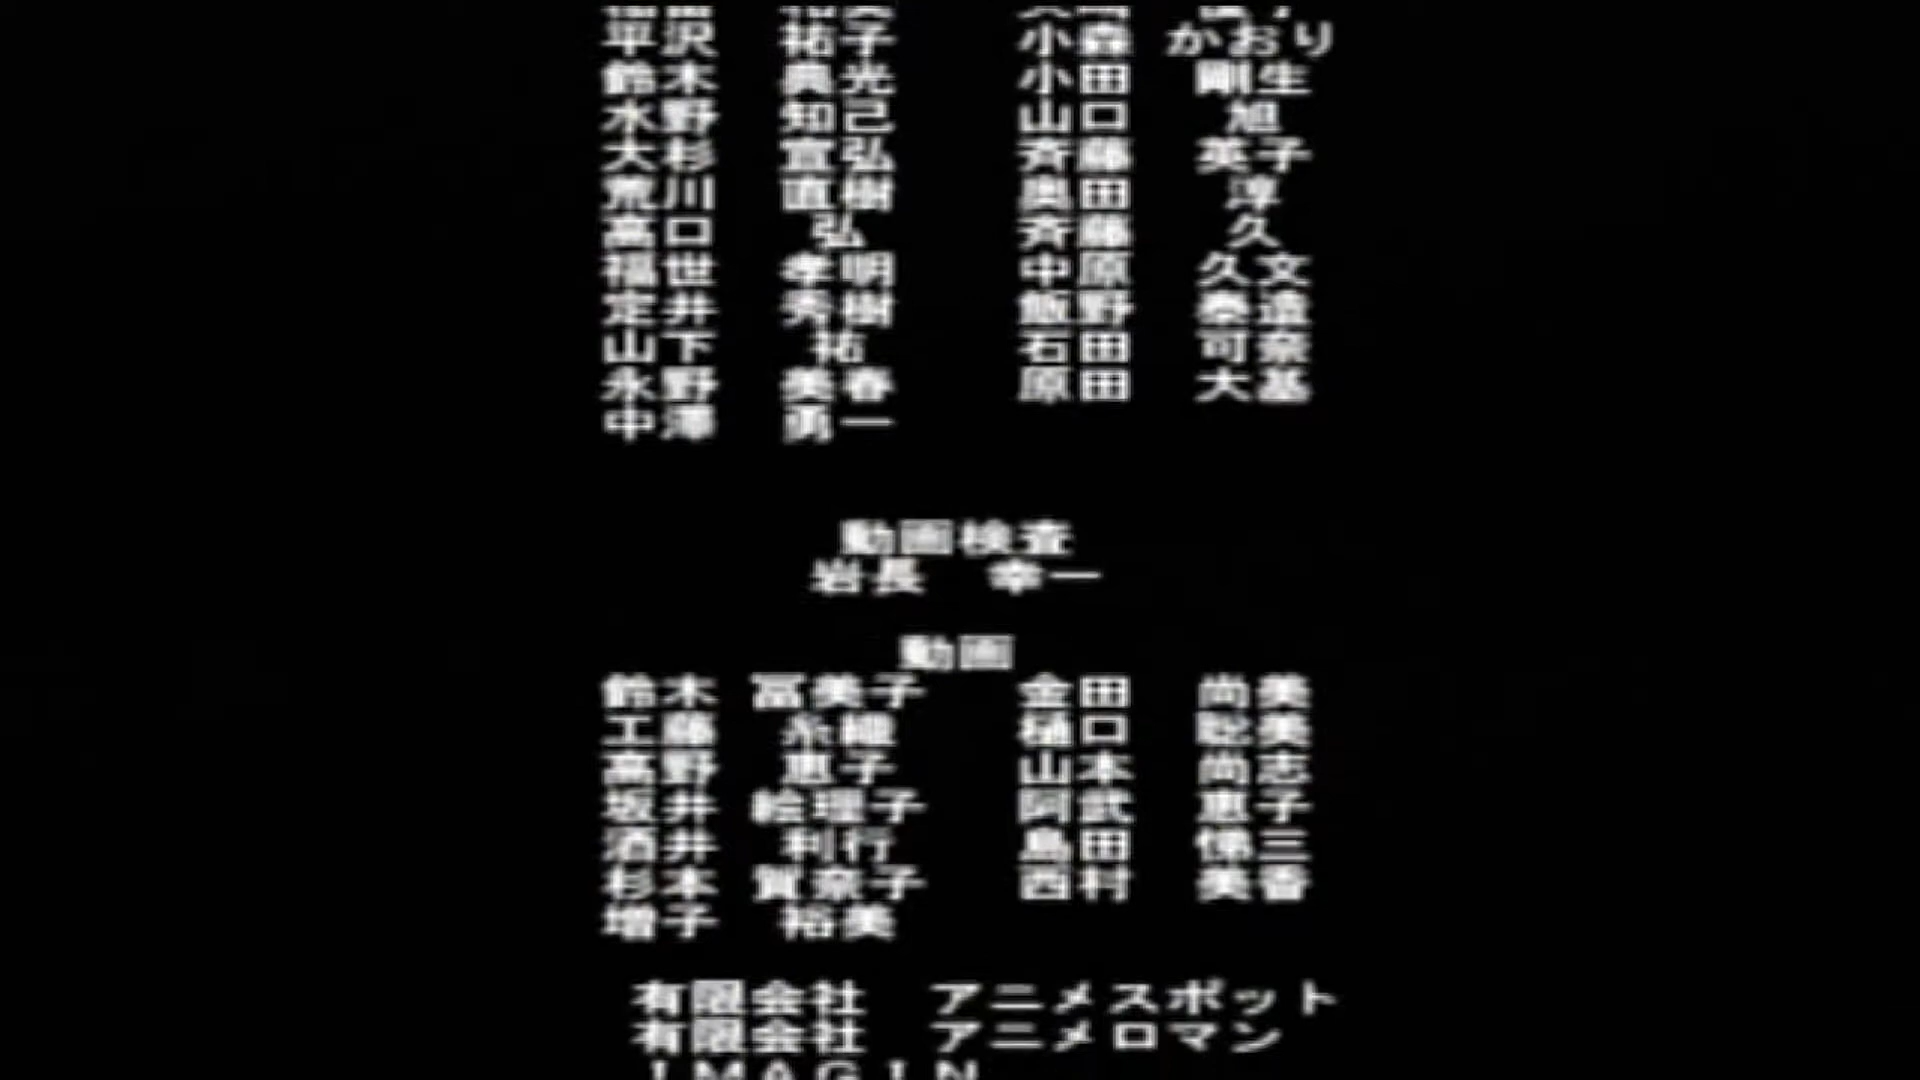 平沢 祐子 小森 かおり
鈴木 典光 小田 剛生
水野 知己 山口 旭
大杉 宜弘 斉藤 英子
荒川 直樹 奥田 淳
高口 弘 斉藤 久
福世 孝明 中原 久文
定井 秀樹 飯野 泰遠
山下 祐 石田 可奈
永野 美春 原田 大基
中澤 勇一
動画検査
岩長 幸一
動画
鈴木 冨美子 金田 尚美
工藤 糸織 樋口 聡美
高野 恵子 山本 尚志
坂井 絵理子 阿武 恵子
酒井 利行 島田 悌三
杉本 賀奈子 西村 美香
増子 裕美
有限会社 アニメスポット
有限会社 アニメロマン
IMAGIN